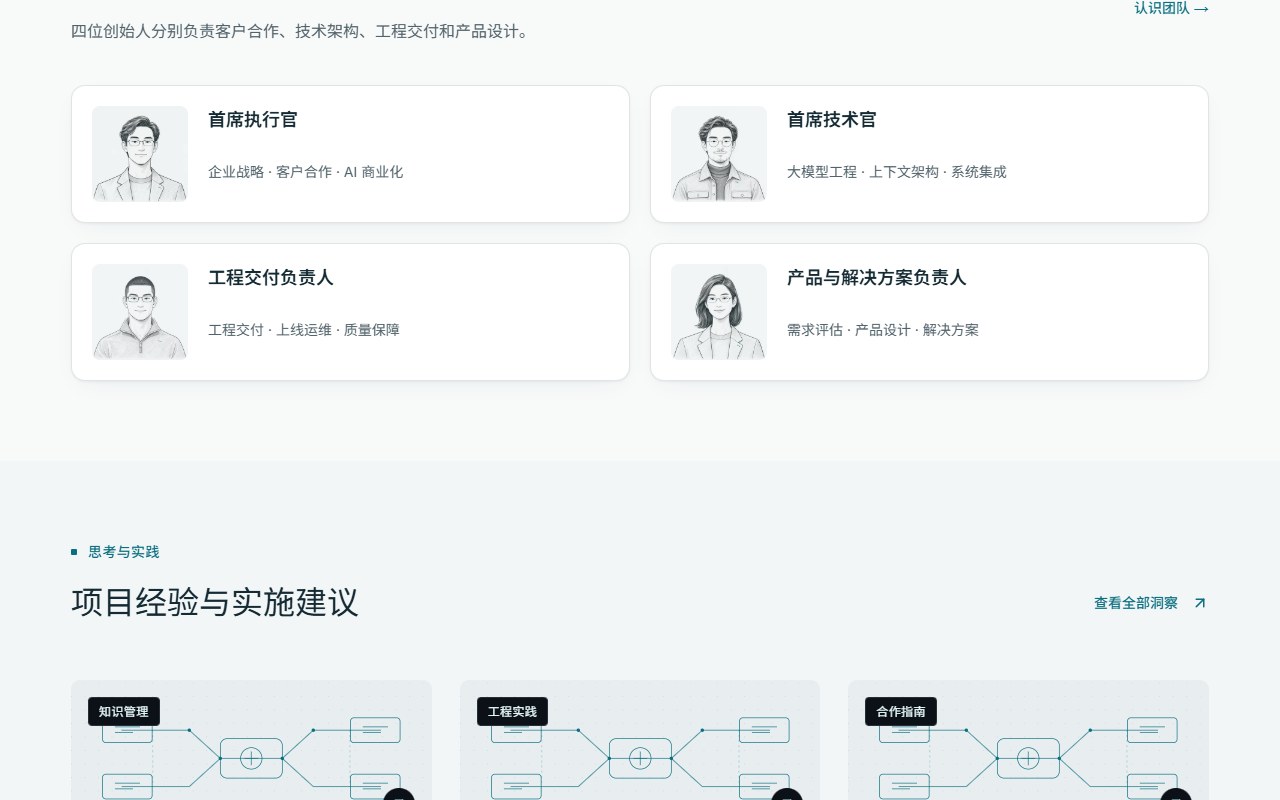 认识团队 →
四位创始人分别负责客户合作、技术架构、工程交付和产品设计。
首席执行官
企业战略 · 客户合作 · AI 商业化
首席技术官
大模型工程 · 上下文架构 · 系统集成
工程交付负责人
工程交付 · 上线运维 · 质量保障
产品与解决方案负责人
需求评估 · 产品设计 · 解决方案
思考与实践
项目经验与实施建议
查看全部洞察
知识管理
工程实践
合作指南